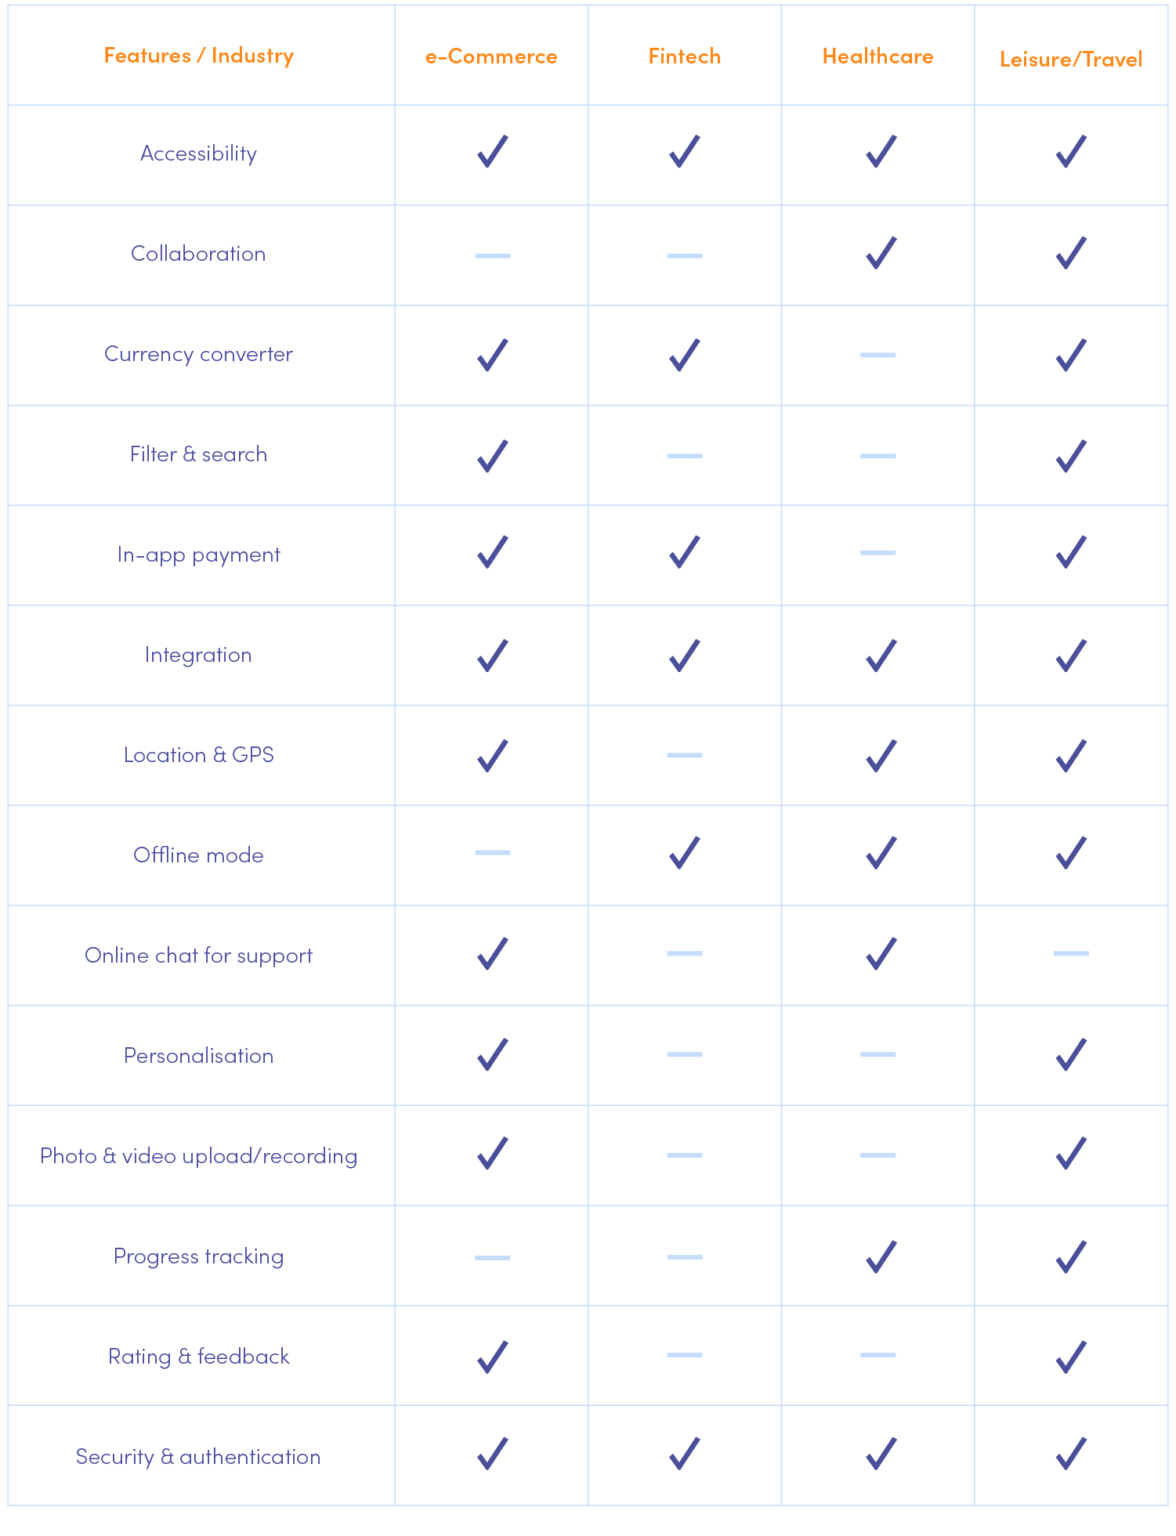 Features / Industry e-Commerce Fintech Healthcare Leisure/Travel
Accessibility ✓ ✓ ✓ ✓
Collaboration — — ✓ ✓
Currency converter ✓ ✓ — ✓
Filter & search ✓ — — ✓
In-app payment ✓ ✓ — ✓
Integration ✓ ✓ ✓ ✓
Location & GPS ✓ — ✓ ✓
Offline mode — ✓ ✓ ✓
Online chat for support ✓ — ✓ —
Personalisation ✓ — — ✓
Photo & video upload/recording ✓ — — ✓
Progress tracking — — ✓ ✓
Rating & feedback ✓ — — ✓
Security & authentication ✓ ✓ ✓ ✓